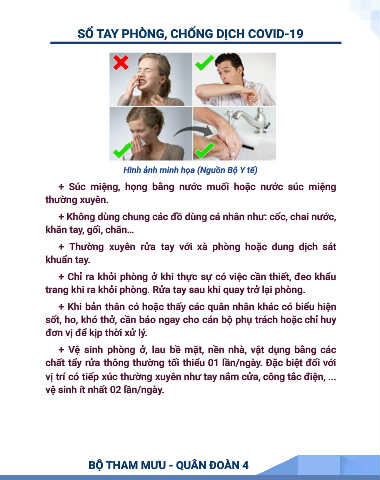 SỔ TAY PHÒNG, CHỐNG DỊCH COVID-19
Hình ảnh minh họa (Nguồn Bộ Y tế)
+ Súc miệng, họng bằng nước muối hoặc nước súc miệng
thường xuyên.
+ Không dùng chung các đồ dùng cá nhân như: cốc, chai nước,
khăn tay, gối, chăn...
+ Thường xuyên rửa tay với xà phòng hoặc dung dịch sát
khuẩn tay.
+ Chỉ ra khỏi phòng ở khi thực sự có việc cần thiết, đeo khẩu
trang khi ra khỏi phòng. Rửa tay sau khi quay trở lại phòng.
+ Khi bản thân có hoặc thấy các quân nhân khác có biểu hiện
sốt, ho, khó thở, cần báo ngay cho cán bộ phụ trách hoặc chỉ huy
đơn vị để kịp thời xử lý.
+ Vệ sinh phòng ở, lau bề mặt, nền nhà, vật dụng bằng các
chất tẩy rửa thông thường tối thiểu 01 lần/ngày. Đặc biệt đối với
vị trí có tiếp xúc thường xuyên như tay nắm cửa, công tắc điện, ...
vệ sinh ít nhất 02 lần/ngày.
BỘ THAM MƯU - QUÂN ĐOÀN 4